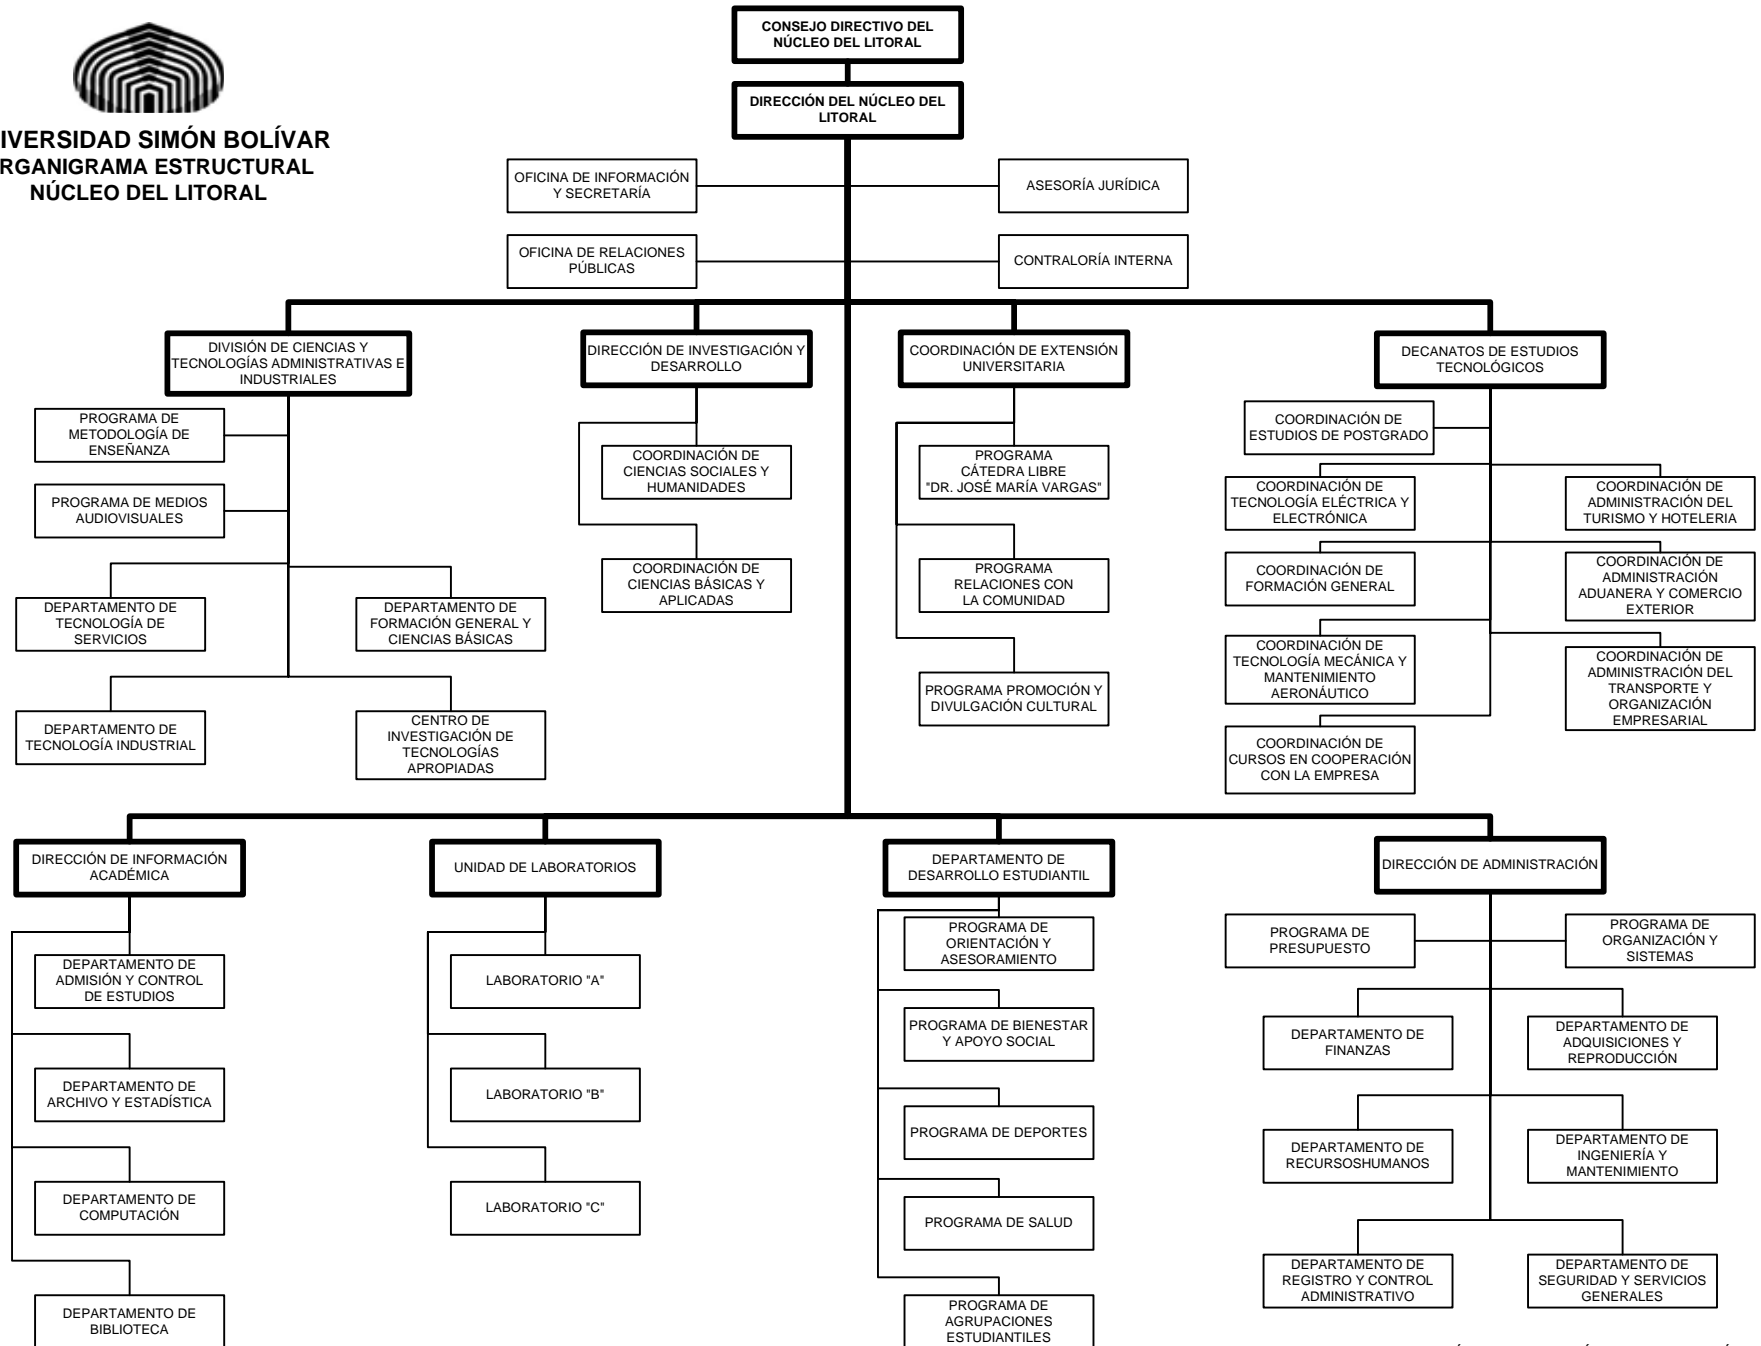 CONSEJO DIRECTIVO DEL
NÚCLEO DEL LITORAL
DIRECCIÓN DEL NÚCLEO DEL
LITORAL
IVERSIDAD SIMÓN BOLÍVAR
RGANIGRAMA ESTRUCTURAL
NÚCLEO DEL LITORAL
OFICINA DE INFORMACIÓN
Y SECRETARÍA
ASESORÍA JURÍDICA
OFICINA DE RELACIONES
PÚBLICAS
CONTRALORÍA INTERNA
DIVISIÓN DE CIENCIAS Y
TECNOLOGÍAS ADMINISTRATIVAS E
INDUSTRIALES
DIRECCIÓN DE INVESTIGACIÓN Y
DESARROLLO
COORDINACIÓN DE EXTENSIÓN
UNIVERSITARIA
DECANATOS DE ESTUDIOS
TECNOLÓGICOS
PROGRAMA DE
METODOLOGÍA DE
ENSEÑANZA
PROGRAMA DE MEDIOS
AUDIOVISUALES
DEPARTAMENTO DE
TECNOLOGÍA DE
SERVICIOS
DEPARTAMENTO DE
FORMACIÓN GENERAL Y
CIENCIAS BÁSICAS
DEPARTAMENTO DE
TECNOLOGÍA INDUSTRIAL
CENTRO DE
INVESTIGACIÓN DE
TECNOLOGÍAS
APROPIADAS
COORDINACIÓN DE
CIENCIAS SOCIALES Y
HUMANIDADES
COORDINACIÓN DE
CIENCIAS BÁSICAS Y
APLICADAS
PROGRAMA
CÁTEDRA LIBRE
"DR. JOSÉ MARÍA VARGAS"
PROGRAMA
RELACIONES CON
LA COMUNIDAD
PROGRAMA PROMOCIÓN Y
DIVULGACIÓN CULTURAL
COORDINACIÓN DE
ESTUDIOS DE POSTGRADO
COORDINACIÓN DE
TECNOLOGÍA ELÉCTRICA Y
ELECTRÓNICA
COORDINACIÓN DE
ADMINISTRACIÓN DEL
TURISMO Y HOTELERIA
COORDINACIÓN DE
FORMACIÓN GENERAL
COORDINACIÓN DE
ADMINISTRACIÓN
ADUANERA Y COMERCIO
EXTERIOR
COORDINACIÓN DE
TECNOLOGÍA MECÁNICA Y
MANTENIMIENTO
AERONÁUTICO
COORDINACIÓN DE
ADMINISTRACIÓN DEL
TRANSPORTE Y
ORGANIZACIÓN
EMPRESARIAL
COORDINACIÓN DE
CURSOS EN COOPERACIÓN
CON LA EMPRESA
DIRECCIÓN DE INFORMACIÓN
ACADÉMICA
UNIDAD DE LABORATORIOS
DEPARTAMENTO DE
DESARROLLO ESTUDIANTIL
DIRECCIÓN DE ADMINISTRACIÓN
DEPARTAMENTO DE
ADMISIÓN Y CONTROL
DE ESTUDIOS
DEPARTAMENTO DE
ARCHIVO Y ESTADÍSTICA
DEPARTAMENTO DE
COMPUTACIÓN
DEPARTAMENTO DE
BIBLIOTECA
LABORATORIO "A"
LABORATORIO "B"
LABORATORIO "C"
PROGRAMA DE
ORIENTACIÓN Y
ASESORAMIENTO
PROGRAMA DE BIENESTAR
Y APOYO SOCIAL
PROGRAMA DE DEPORTES
PROGRAMA DE SALUD
PROGRAMA DE
AGRUPACIONES
ESTUDIANTILES
PROGRAMA DE
PRESUPUESTO
PROGRAMA DE
ORGANIZACIÓN Y
SISTEMAS
DEPARTAMENTO DE
FINANZAS
DEPARTAMENTO DE
ADQUISICIONES Y
REPRODUCCIÓN
DEPARTAMENTO DE
RECURSOSHUMANOS
DEPARTAMENTO DE
INGENIERÍA Y
MANTENIMIENTO
DEPARTAMENTO DE
REGISTRO Y CONTROL
ADMINISTRATIVO
DEPARTAMENTO DE
SEGURIDAD Y SERVICIOS
GENERALES